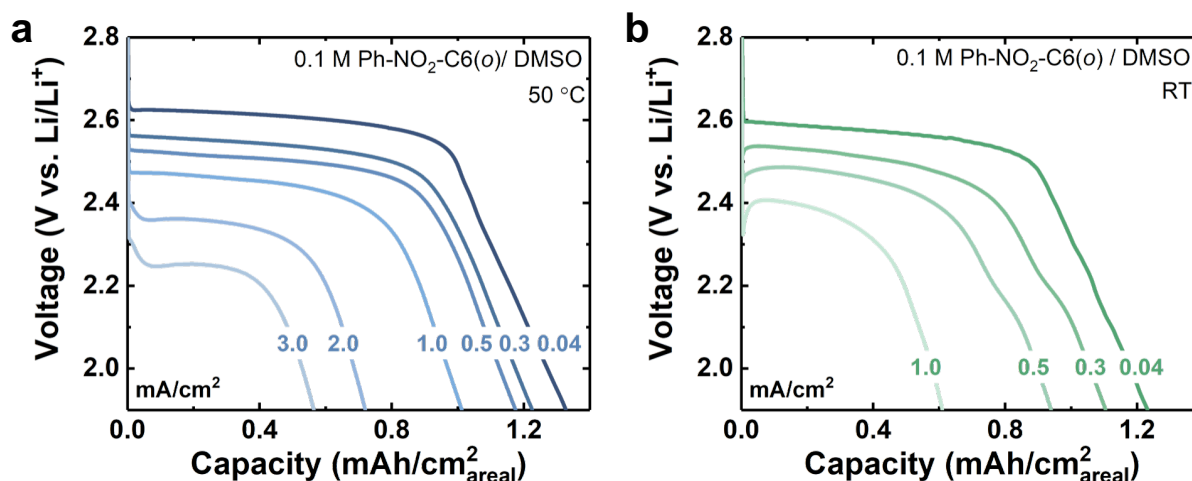 a
0.1 M Ph-NO₂-C6(o)/ DMSO
50 °C
Voltage (V vs. Li/Li⁺)
2.8
2.6
2.4
2.2
2.0
3.0 2.0 1.0 0.5 0.3 0.04
mA/cm²
0.0 0.4 0.8 1.2
Capacity (mAh/cm²areal)
b
0.1 M Ph-NO₂-C6(o) / DMSO
RT
Voltage (V vs. Li/Li⁺)
2.8
2.6
2.4
2.2
2.0
1.0 0.5 0.3 0.04
mA/cm²
0.0 0.4 0.8 1.2
Capacity (mAh/cm²areal)